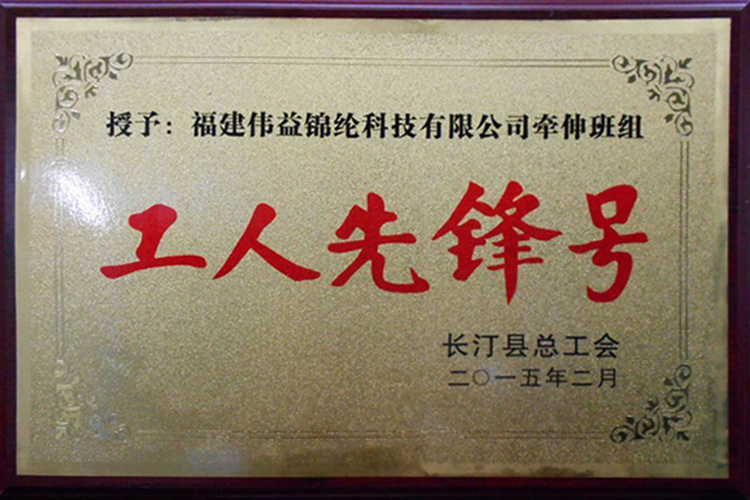 授予：福建伟益锦纶科技有限公司牵伸班组
工人先锋号
长汀县总工会
二〇一五年二月